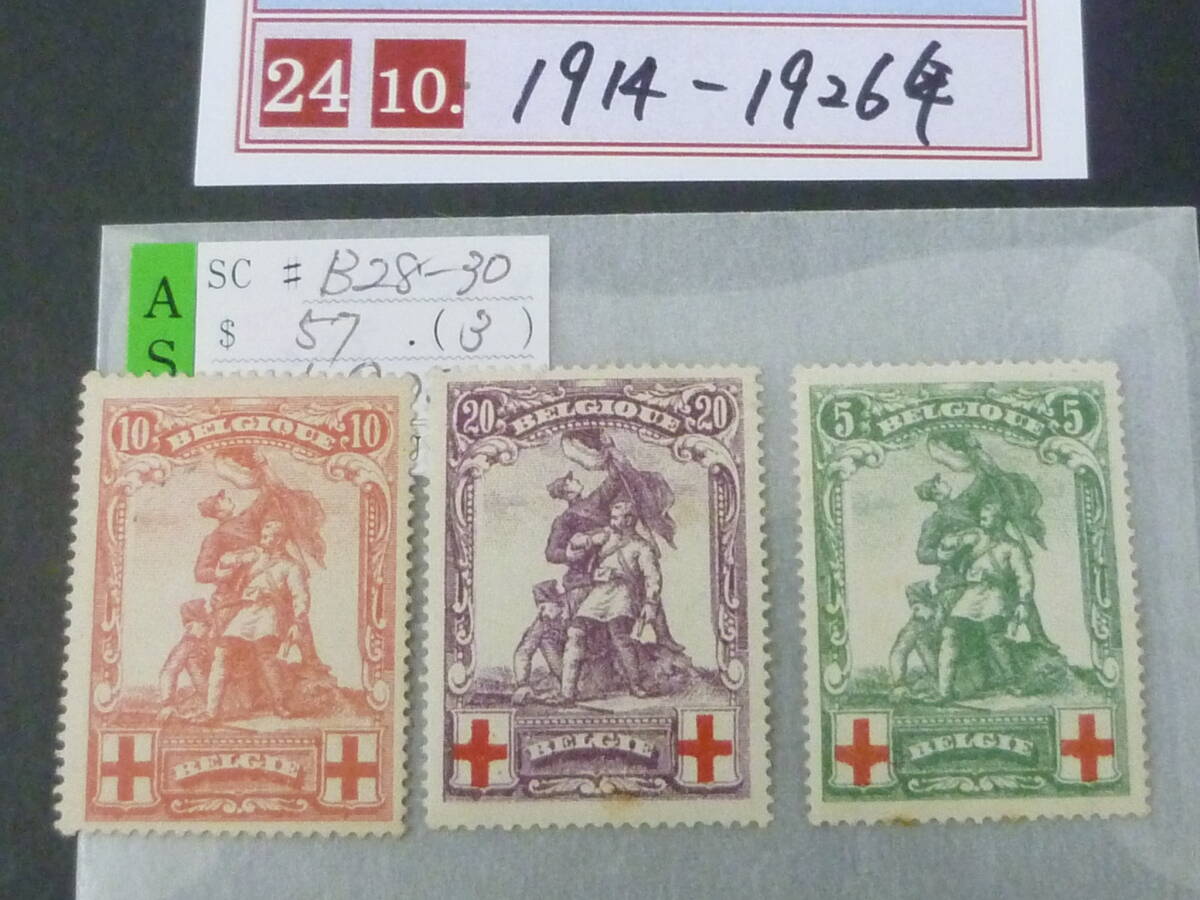 24 10. 1914-1926年
A
S
SC # B28-30
$ 57 . (3)
10 BELGIQUE 10
BELGIE
20 BELGIQUE 20
BELGIE
5 BELGIQUE 5
BELGIE